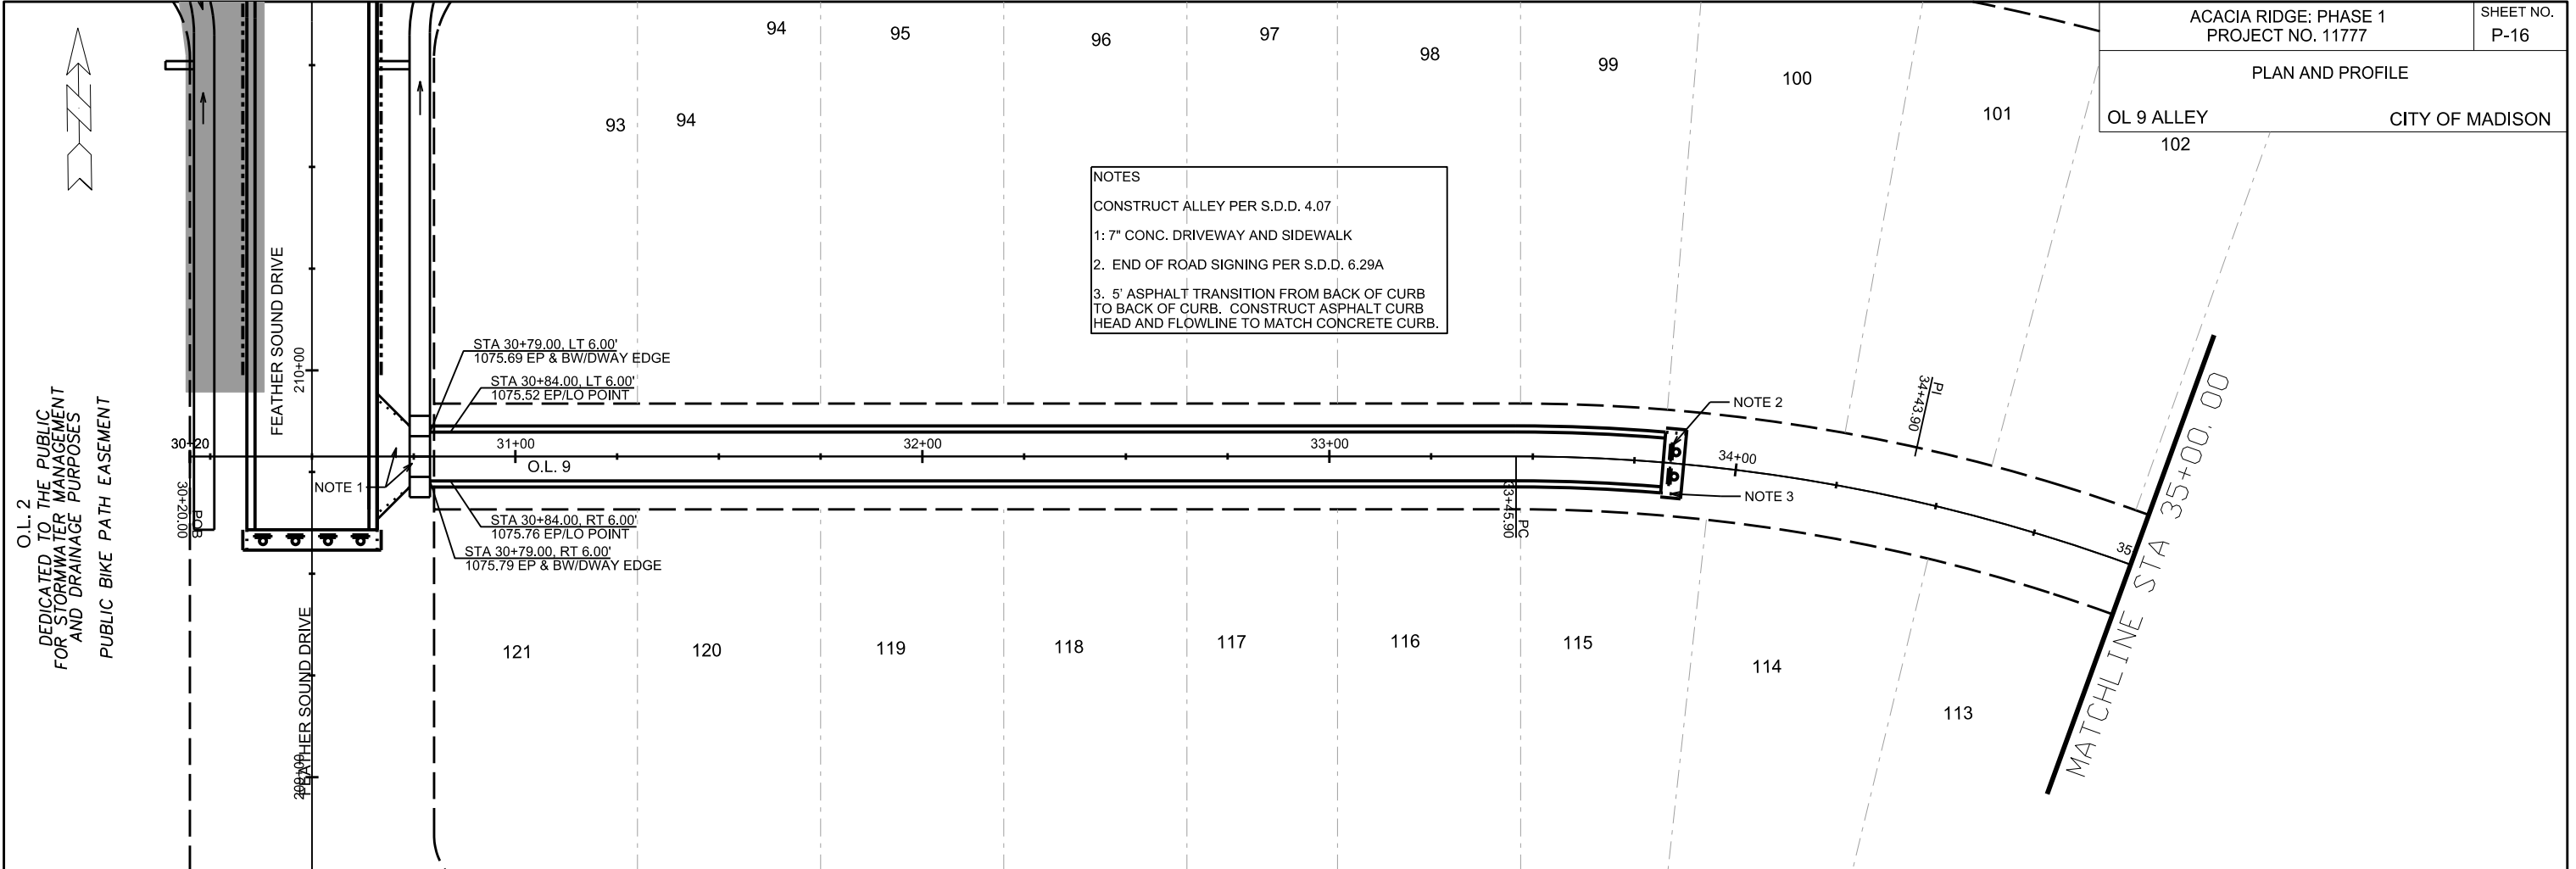 ACACIA RIDGE: PHASE 1
PROJECT NO. 11777
SHEET NO.
P-16
PLAN AND PROFILE
OL 9 ALLEY
CITY OF MADISON
94
95
96
97
98
99
100
101
102
93
94
NOTES
CONSTRUCT ALLEY PER S.D.D. 4.07
1: 7" CONC. DRIVEWAY AND SIDEWALK
2. END OF ROAD SIGNING PER S.D.D. 6.29A
3. 5' ASPHALT TRANSITION FROM BACK OF CURB
TO BACK OF CURB. CONSTRUCT ASPHALT CURB
HEAD AND FLOWLINE TO MATCH CONCRETE CURB.
N
O.L. 2
DEDICATED TO THE PUBLIC
FOR STORMWATER MANAGEMENT
AND DRAINAGE PURPOSES
PUBLIC BIKE PATH EASEMENT
FEATHER SOUND DRIVE
210+00
STA 30+79.00, LT 6.00'
1075.69 EP & BW/DWAY EDGE
STA 30+84.00, LT 6.00'
1075.52 EP/LO POINT
30+20
30+20.00
POB
31+00
32+00
33+00
34+00
35
O.L. 9
NOTE 1
NOTE 2
NOTE 3
STA 30+84.00, RT 6.00'
1075.76 EP/LO POINT
STA 30+79.00, RT 6.00'
1075.79 EP & BW/DWAY EDGE
33+45.90
PC
PI
34+43.90
MATCHLINE STA 35+00.00
FEATHER SOUND DRIVE
209+00
121
120
119
118
117
116
115
114
113